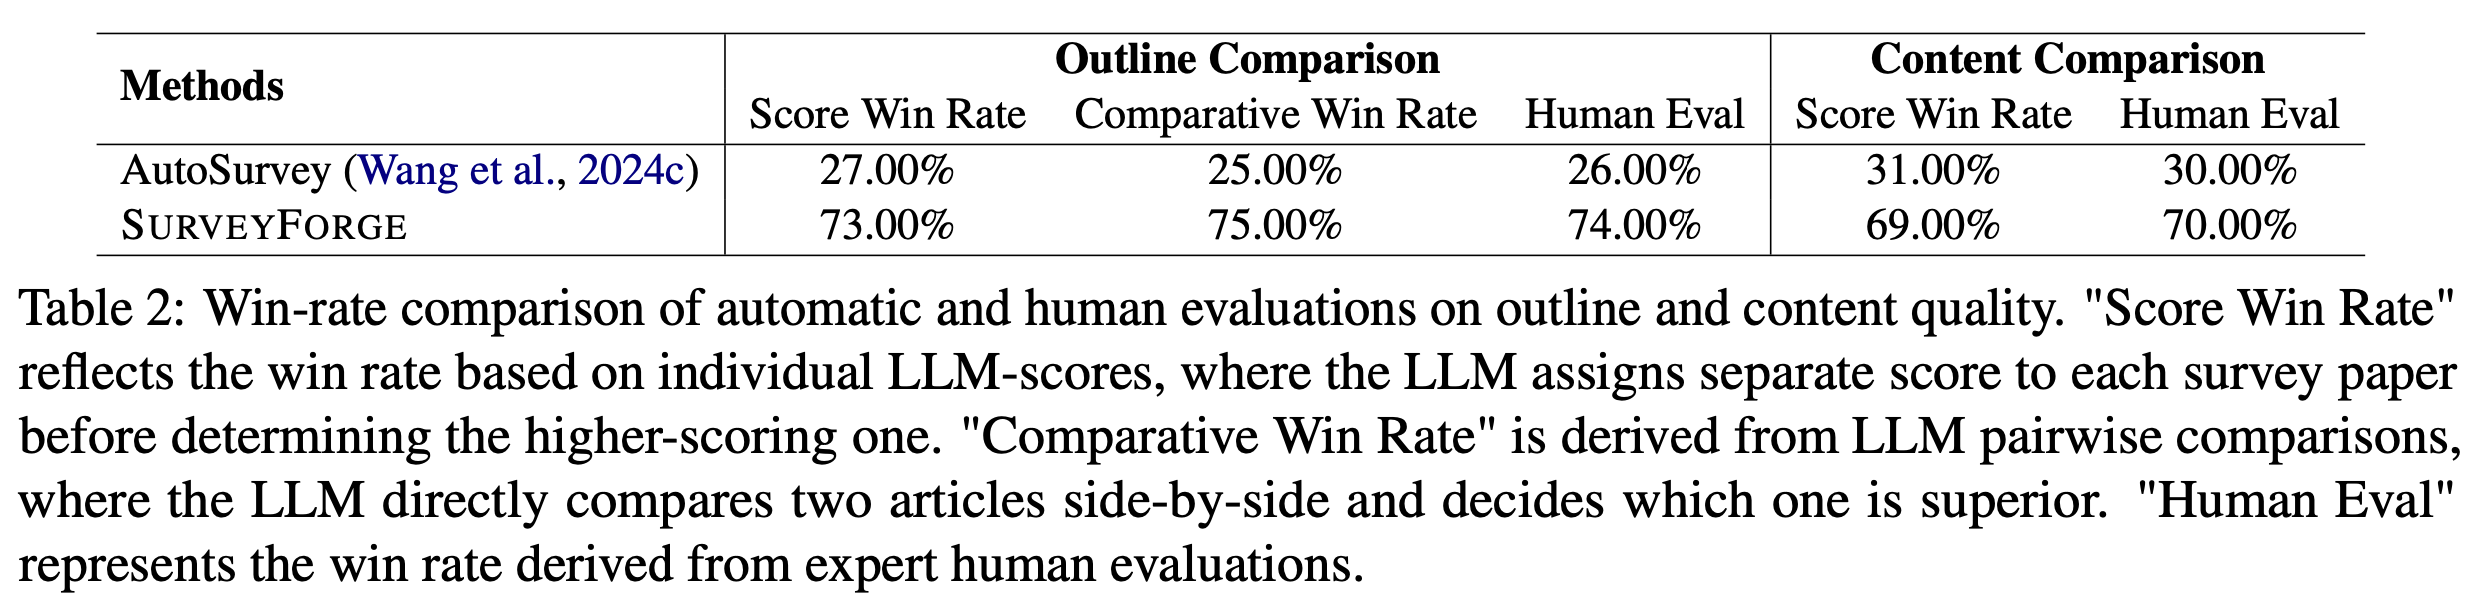 Methods Outline Comparison Content Comparison
Score Win Rate Comparative Win Rate Human Eval Score Win Rate Human Eval
AutoSurvey (Wang et al., 2024c) 27.00% 25.00% 26.00% 31.00% 30.00%
SURVEYFORGE 73.00% 75.00% 74.00% 69.00% 70.00%
Table 2: Win-rate comparison of automatic and human evaluations on outline and content quality. "Score Win Rate"
reflects the win rate based on individual LLM-scores, where the LLM assigns separate score to each survey paper
before determining the higher-scoring one. "Comparative Win Rate" is derived from LLM pairwise comparisons,
where the LLM directly compares two articles side-by-side and decides which one is superior. "Human Eval"
represents the win rate derived from expert human evaluations.